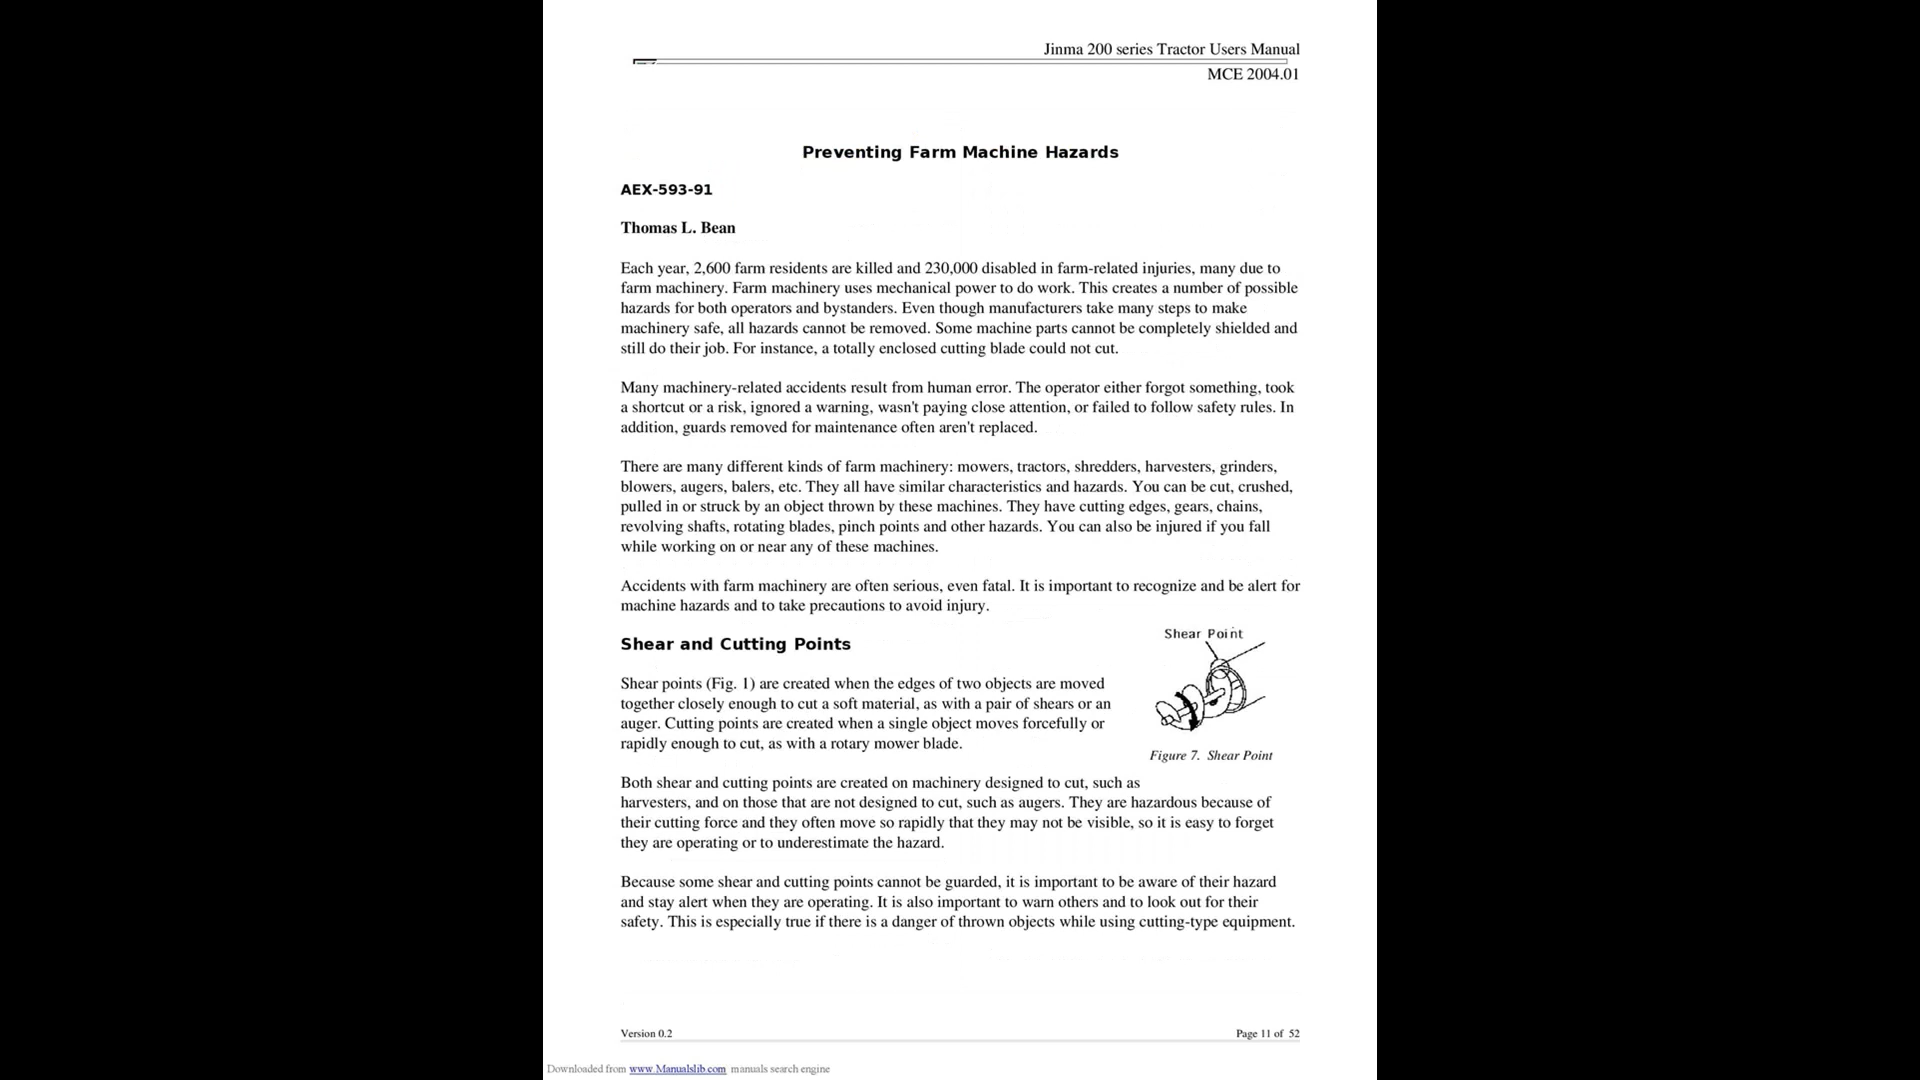 Jinma 200 series Tractor Users Manual
MCE 2004.01
Preventing Farm Machine Hazards
AEX-593-91
Thomas L. Bean
Each year, 2,600 farm residents are killed and 230,000 disabled in farm-related injuries, many due to
farm machinery. Farm machinery uses mechanical power to do work. This creates a number of possible
hazards for both operators and bystanders. Even though manufacturers take many steps to make
machinery safe, all hazards cannot be removed. Some machine parts cannot be completely shielded and
still do their job. For instance, a totally enclosed cutting blade could not cut.
Many machinery-related accidents result from human error. The operator either forgot something, took
a shortcut or a risk, ignored a warning, wasn't paying close attention, or failed to follow safety rules. In
addition, guards removed for maintenance often aren't replaced.
There are many different kinds of farm machinery: mowers, tractors, shredders, harvesters, grinders,
blowers, augers, balers, etc. They all have similar characteristics and hazards. You can be cut, crushed,
pulled in or struck by an object thrown by these machines. They have cutting edges, gears, chains,
revolving shafts, rotating blades, pinch points and other hazards. You can also be injured if you fall
while working on or near any of these machines.
Accidents with farm machinery are often serious, even fatal. It is important to recognize and be alert for
machine hazards and to take precautions to avoid injury.
Shear and Cutting Points
Shear points (Fig. 1) are created when the edges of two objects are moved
together closely enough to cut a soft material, as with a pair of shears or an
auger. Cutting points are created when a single object moves forcefully or
rapidly enough to cut, as with a rotary mower blade.
Shear Point
Figure 7. Shear Point
Both shear and cutting points are created on machinery designed to cut, such as
harvesters, and on those that are not designed to cut, such as augers. They are hazardous because of
their cutting force and they often move so rapidly that they may not be visible, so it is easy to forget
they are operating or to underestimate the hazard.
Because some shear and cutting points cannot be guarded, it is important to be aware of their hazard
and stay alert when they are operating. It is also important to warn others and to look out for their
safety. This is especially true if there is a danger of thrown objects while using cutting-type equipment.
Version 0.2
Page 11 of 52
Downloaded from www.Manualslib.com manuals search engine